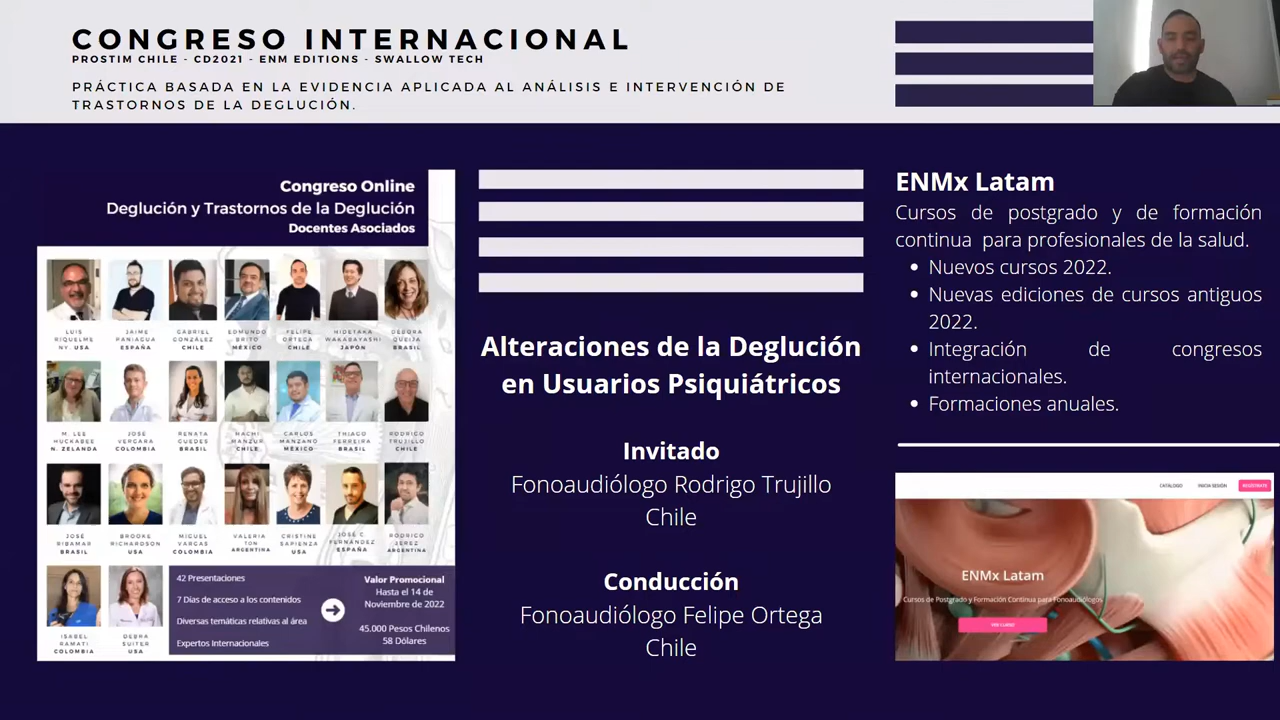 CONGRESO INTERNACIONAL
PROSTIM CHILE - CD2021 - ENM EDITIONS - SWALLOW TECH
PRÁCTICA BASADA EN LA EVIDENCIA APLICADA AL ANÁLISIS E INTERVENCIÓN DE
TRASTORNOS DE LA DEGLUCIÓN.
Congreso Online
Deglución y Trastornos de la Deglución
Docentes Asociados
LUIS RIQUELME NY. USA
JAIME PANIAGUA ESPAÑA
GABRIEL GONZÁLEZ CHILE
EDMUNDO BRITO MÉXICO
FELIPE ORTEGA CHILE
HIDETAKA WAKABAYASHI JAPÓN
DEBORA QUEIJA BRASIL
M. LEE HUCKABEE N. ZELANDA
JOSÉ VERGARA COLOMBIA
RENATA GUEDES BRASIL
NACHI MANZUR CHILE
CARLOS MANZANO MÉXICO
THIAGO FERREIRA BRASIL
RODRIGO TRUJILLO CHILE
JOSÉ RIBAMAR BRASIL
BROOKE RICHARDSON USA
MIGUEL VARGAS COLOMBIA
VALERIA TON ARGENTINA
CRISTINE SAPIENZA USA
JOSÉ C. FERNÁNDEZ ESPAÑA
RODRIGO JEREZ ARGENTINA
ISABEL RAMATI COLOMBIA
DEBRA SUITER USA
42 Presentaciones
7 Días de acceso a los contenidos
Diversas temáticas relativas al área
Expertos Internacionales
Valor Promocional
Hasta el 14 de
Noviembre de 2022
45.000 Pesos Chilenos
58 Dólares
Alteraciones de la Deglución
en Usuarios Psiquiátricos
Invitado
Fonoaudiólogo Rodrigo Trujillo
Chile
Conducción
Fonoaudiólogo Felipe Ortega
Chile
ENMx Latam
Cursos de postgrado y de formación
continua para profesionales de la salud.
• Nuevos cursos 2022.
• Nuevas ediciones de cursos antiguos
2022.
• Integración de congresos
internacionales.
• Formaciones anuales.
CATÁLOGO INICIA SESIÓN REGÍSTRATE
ENMx Latam
Cursos de Postgrado y Formación Continua para Fonoaudiólogos
VER CURSO